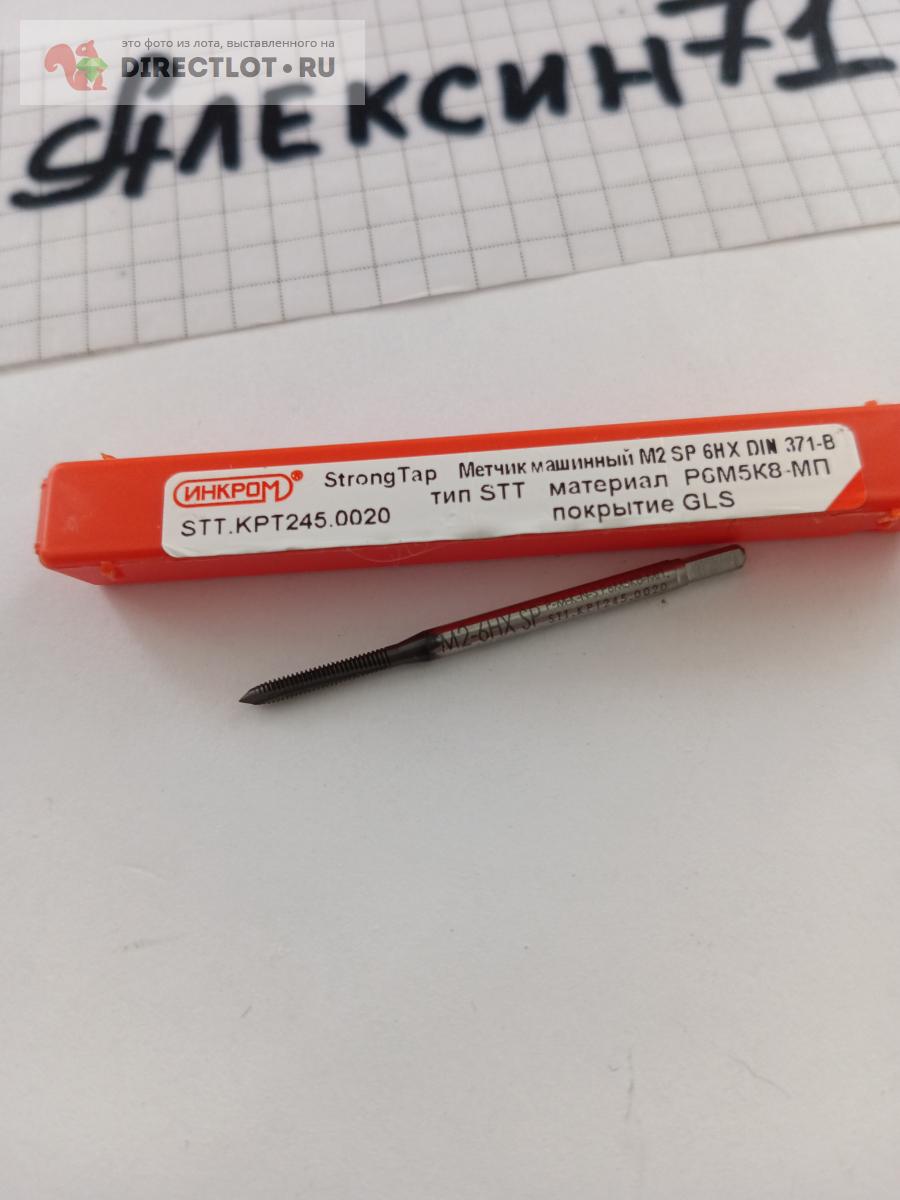 это фото из лота, выставленного на
DIRECTLOT.RU
Алексин71
ИНКРОМ® StrongTap Метчик машинный М2 SP 6HX DIN 371-B
STT.KPT245.0020 тип STT материал Р6М5К8-МП
покрытие GLS
M2-6HX SP
STT.KPT245.0020